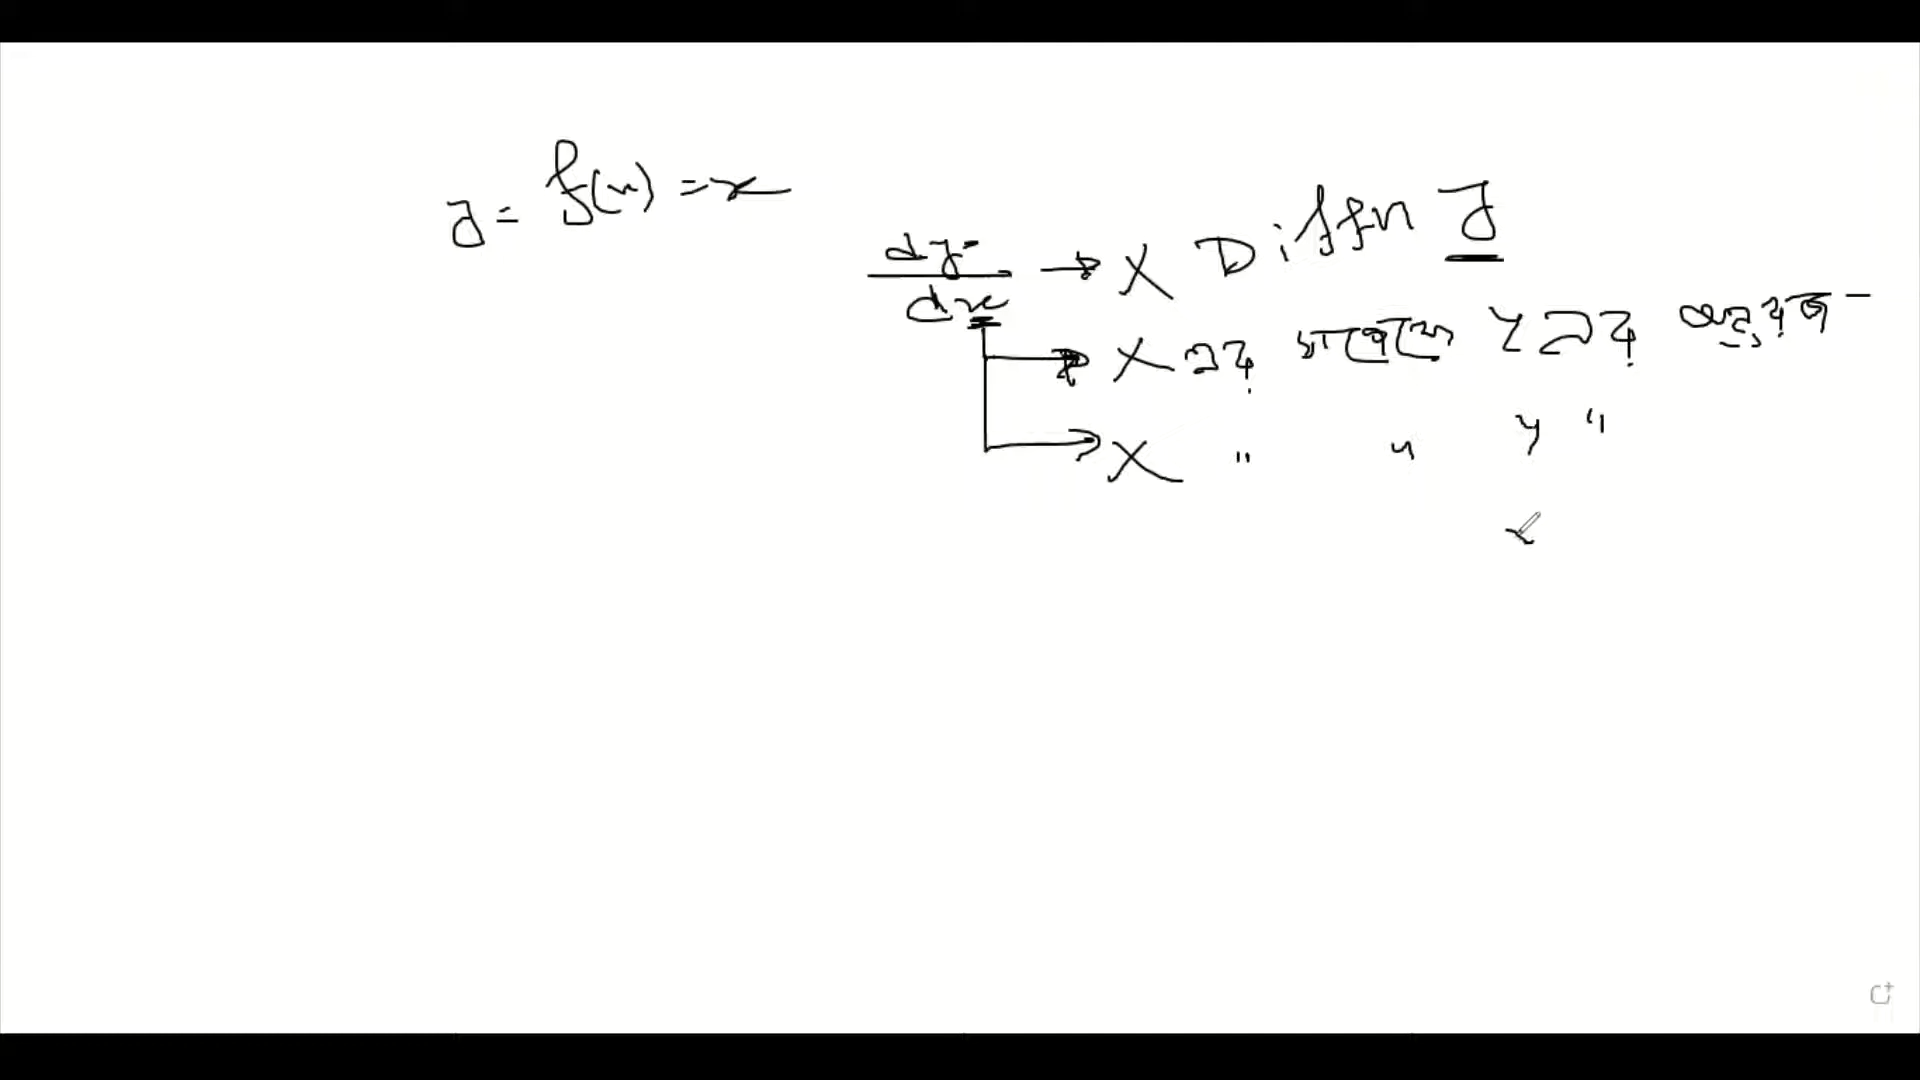 y = f(x) = x
dy/dx → X Diffn y
→ X এর সাপেক্ষে Y এর অন্তরজ
→ X " " y "